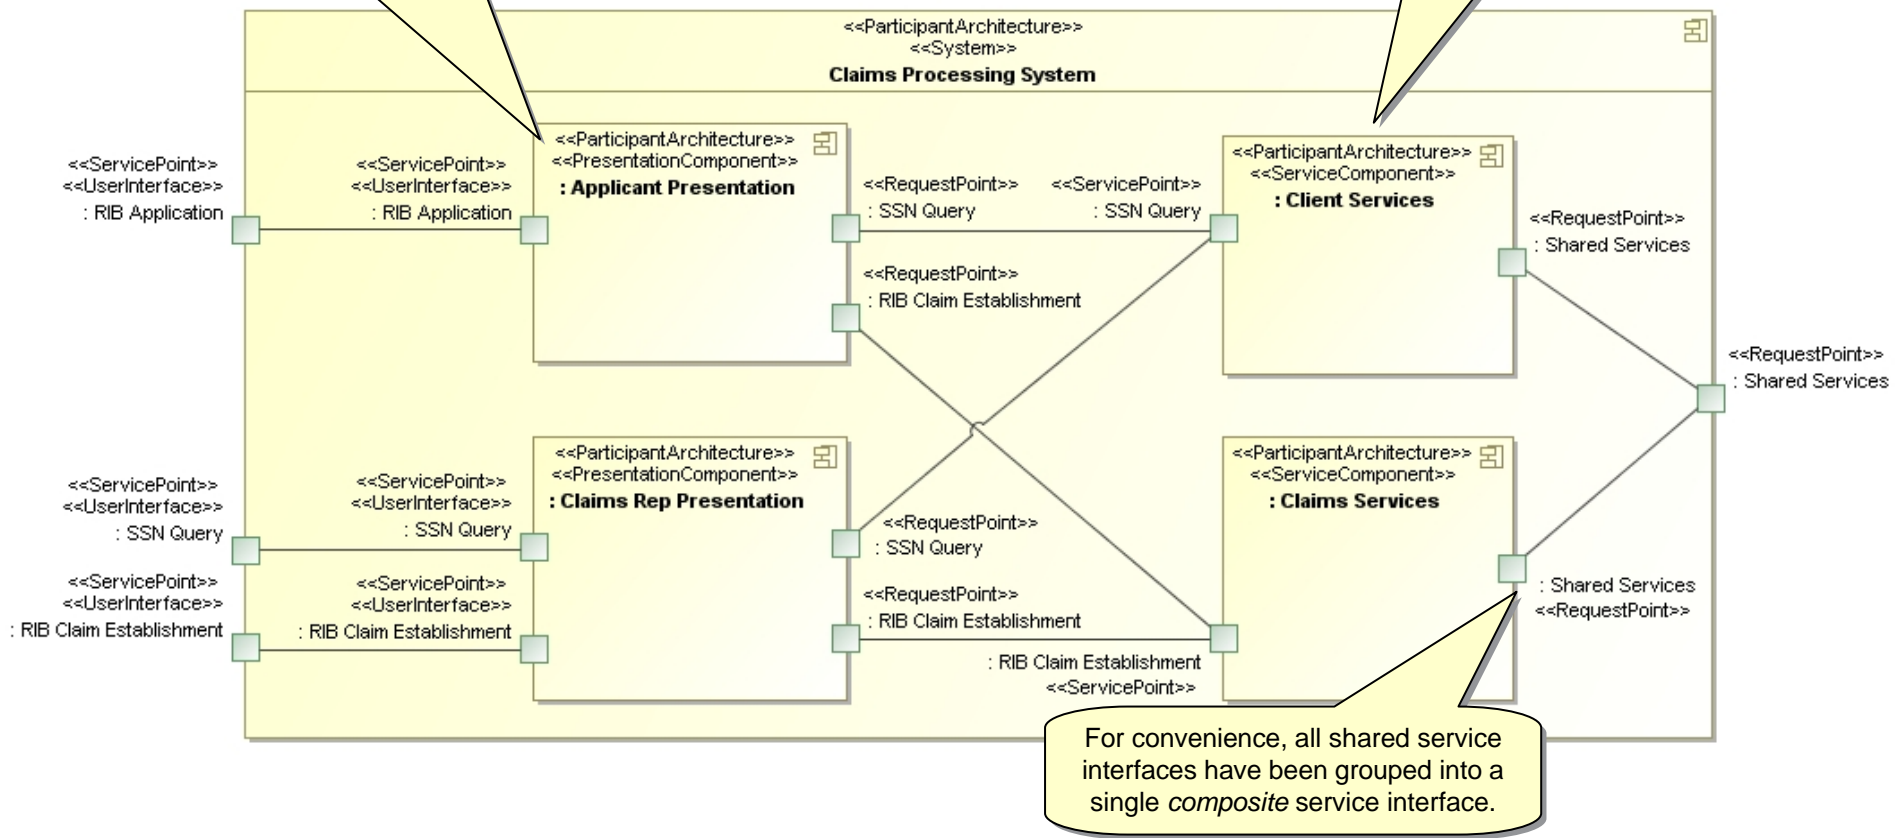 <<ParticipantArchitecture>>
<<System>>
Claims Processing System
<<ServicePoint>>
<<UserInterface>>
: RIB Application
<<ServicePoint>>
<<UserInterface>>
: RIB Application
<<ParticipantArchitecture>>
<<PresentationComponent>>
: Applicant Presentation
<<RequestPoint>>
: SSN Query
<<ServicePoint>>
: SSN Query
<<ParticipantArchitecture>>
<<ServiceComponent>>
: Client Services
<<RequestPoint>>
: Shared Services
<<RequestPoint>>
: RIB Claim Establishment
<<RequestPoint>>
: Shared Services
<<ServicePoint>>
<<UserInterface>>
: SSN Query
<<ServicePoint>>
<<UserInterface>>
: SSN Query
<<ParticipantArchitecture>>
<<PresentationComponent>>
: Claims Rep Presentation
<<RequestPoint>>
: SSN Query
<<ParticipantArchitecture>>
<<ServiceComponent>>
: Claims Services
<<ServicePoint>>
<<UserInterface>>
: RIB Claim Establishment
<<ServicePoint>>
<<UserInterface>>
: RIB Claim Establishment
<<RequestPoint>>
: RIB Claim Establishment
: RIB Claim Establishment
<<ServicePoint>>
: Shared Services
<<RequestPoint>>
For convenience, all shared service
interfaces have been grouped into a
single composite service interface.